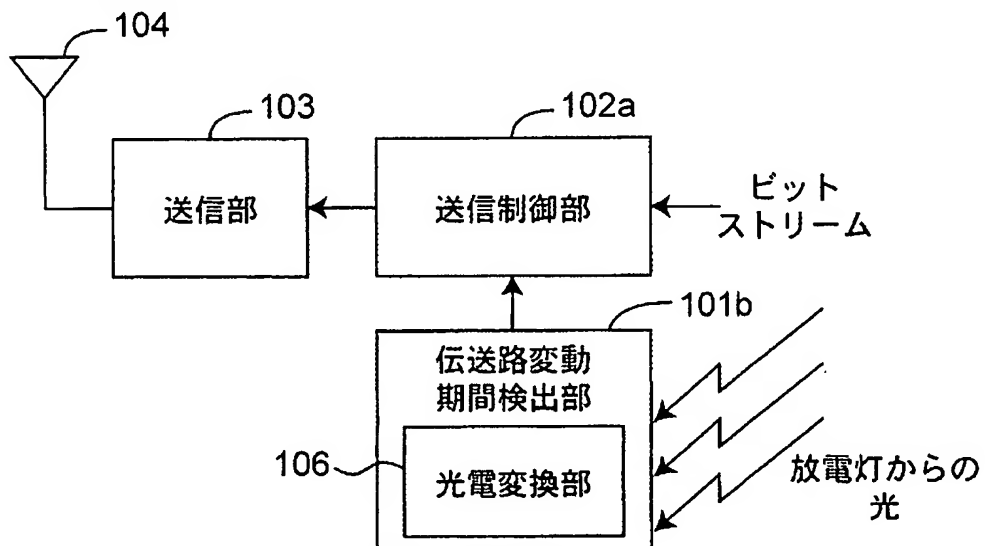 104
103
102a
送信部
送信制御部
ビット
ストリーム
101b
伝送路変動
期間検出部
106
光電変換部
放電灯からの
光